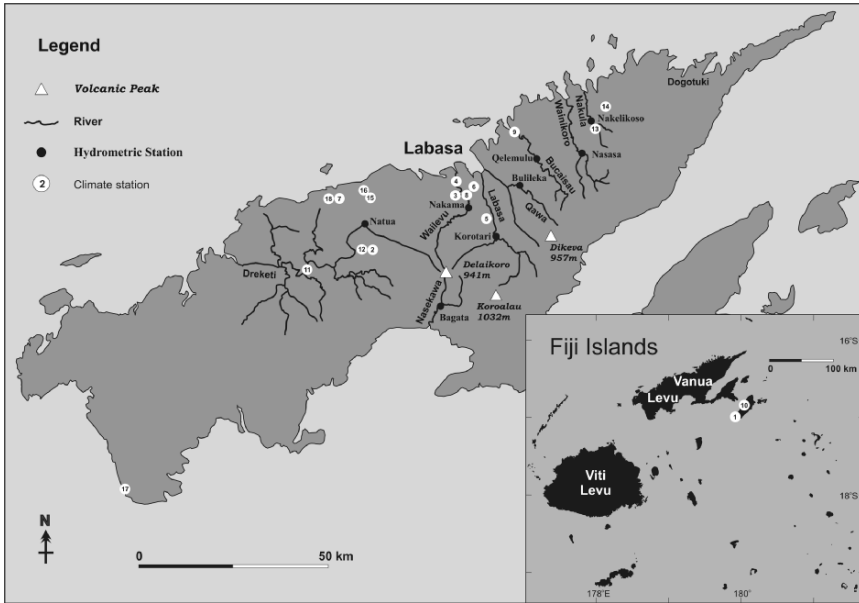 Legend
Volcanic Peak
River
Hydrometric Station
2 Climate station
Labasa
Dogotuki
14
Nakelikoso
13
Nakula
Wainikoro
Nasasa
9
Qelemulu
Bucaisau
Bulileka
Qawa
Dikeva
957m
4
6
3 8
Nakama
Wailevu
Labasa
5
Korotari
16
15
18 7
Natua
12 2
11
Dreketi
Delaikoro
941m
Nasekawa
Koroalau
1032m
Bagata
17
N
0 50 km
Fiji Islands
16°S
0 100 km
Vanua
Levu
10
1
Viti
Levu
18°S
178°E 180°